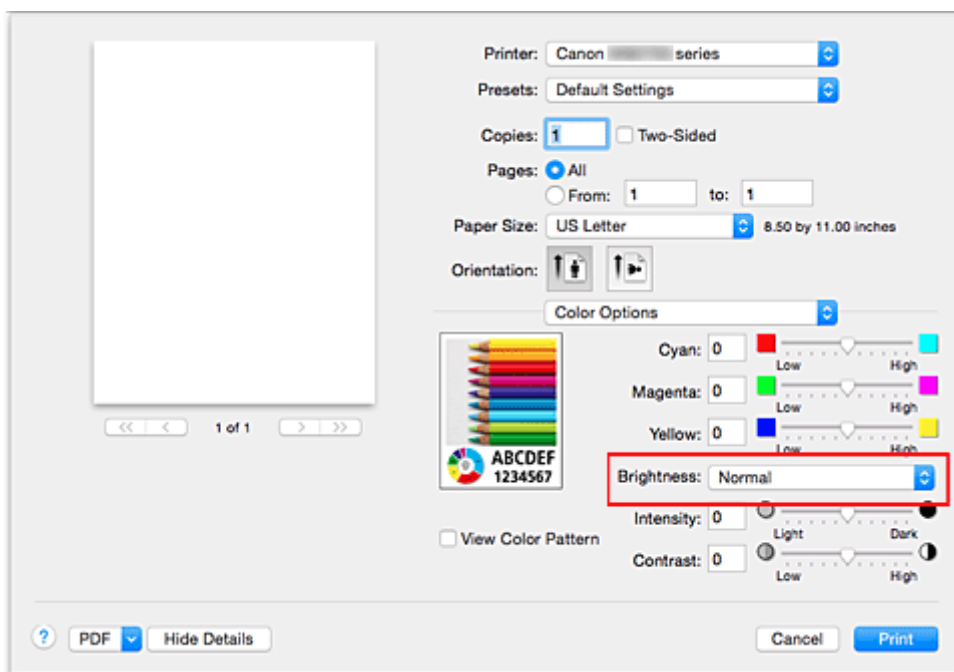 Printer: Canon series
Presets: Default Settings
Copies: 1 Two-Sided
Pages: All
From: 1 to: 1
Paper Size: US Letter 8.50 by 11.00 inches
Orientation:
Color Options
Cyan: 0
Low High
Magenta: 0
Low High
Yellow: 0
Low High
Brightness: Normal
Intensity: 0
Light Dark
Contrast: 0
Low High
ABCDEF
1234567
View Color Pattern
<< < 1 of 1 > >>
? PDF Hide Details Cancel Print